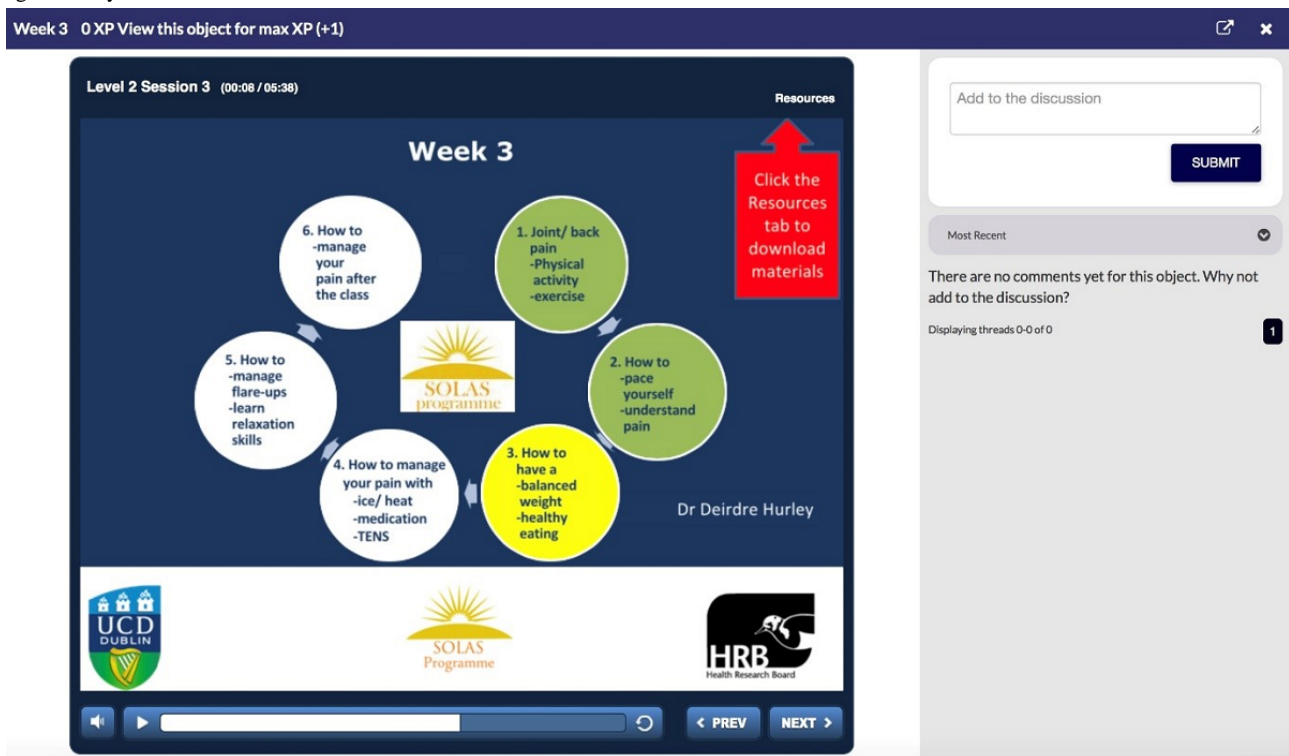 Week 3 0 XP View this object for max XP (+1)
Level 2 Session 3 (00:08 / 05:38)
Resources
Week 3
Click the
Resources
tab to
download
materials
1. Joint/ back
pain
-Physical
activity
-exercise
2. How to
-pace
yourself
-understand
pain
3. How to
have a
-balanced
weight
-healthy
eating
4. How to manage
your pain with
-ice/ heat
-medication
-TENS
5. How to
-manage
flare-ups
-learn
relaxation
skills
6. How to
-manage
your
pain after
the class
SOLAS
programme
Dr Deirdre Hurley
UCD
DUBLIN
SOLAS
Programme
HRB
Health Research Board
< PREV
NEXT >
Add to the discussion
SUBMIT
Most Recent
There are no comments yet for this object. Why not
add to the discussion?
Displaying threads 0-0 of 0
1